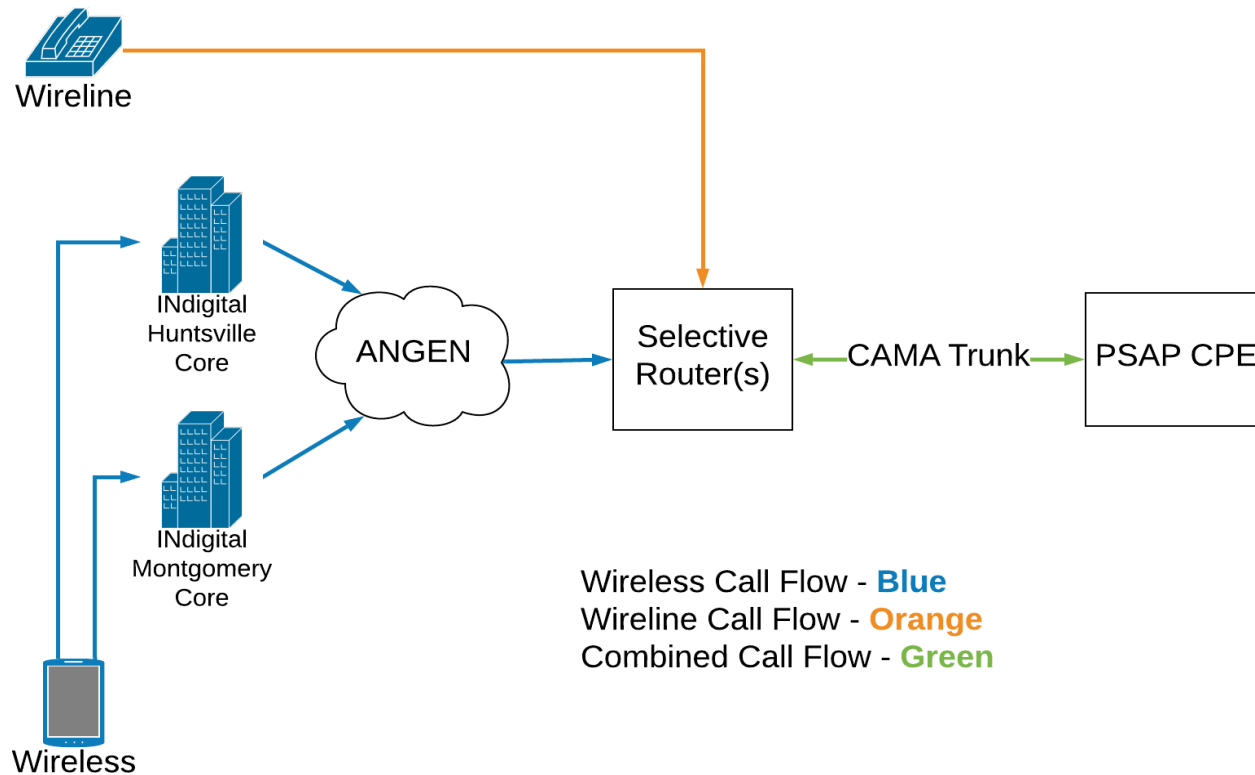 Wireline
INdigital
Huntsville
Core
ANGEN
Selective
Router(s)
CAMA Trunk
PSAP CPE
INdigital
Montgomery
Core
Wireless Call Flow - Blue
Wireline Call Flow - Orange
Combined Call Flow - Green
Wireless